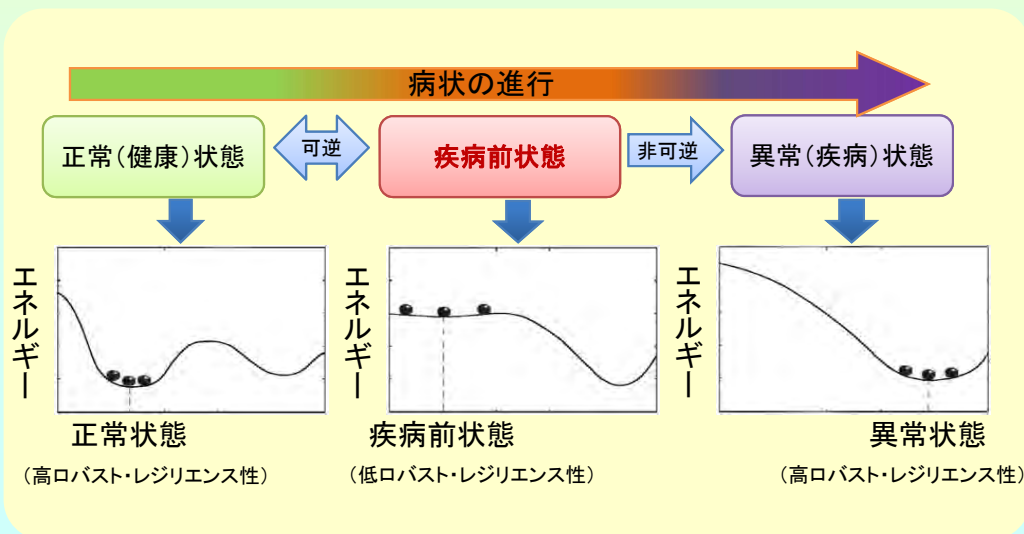 病状の進行
正常(健康)状態
可逆
疾病前状態
非可逆
異常(疾病)状態
エネルギー
エネルギー
エネルギー
正常状態
疾病前状態
異常状態
(高ロバスト・レジリエンス性)
(低ロバスト・レジリエンス性)
(高ロバスト・レジリエンス性)